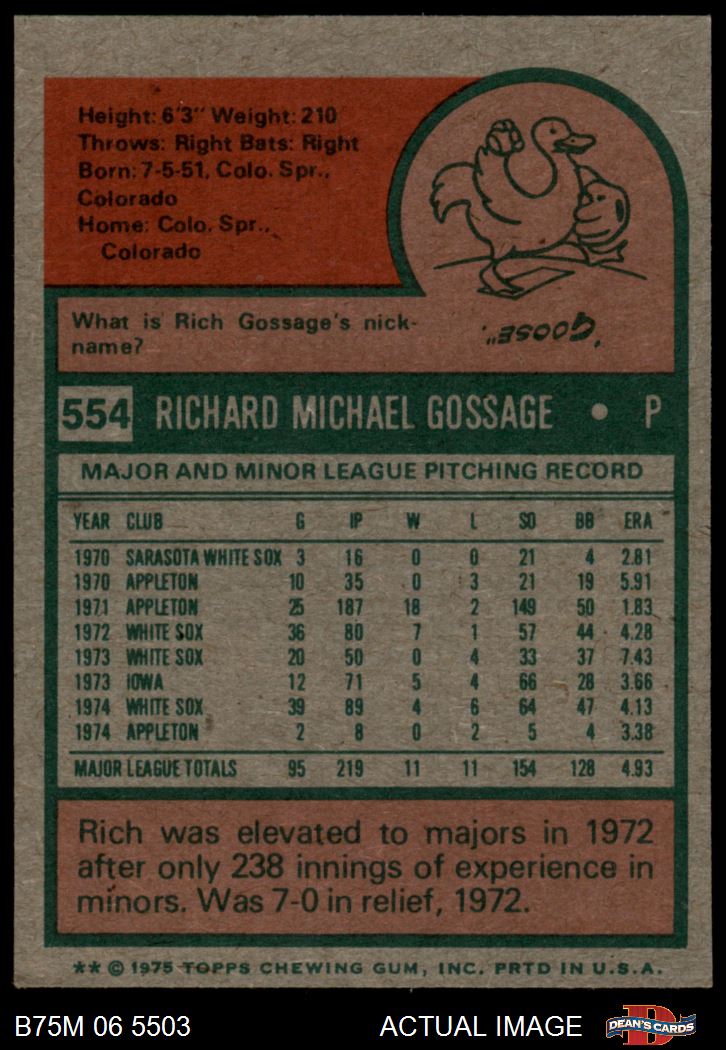 Height: 6'3" Weight: 210
Throws: Right Bats: Right
Born: 7-5-51, Colo. Spr.,
Colorado
Home: Colo. Spr.,
Colorado
What is Rich Gossage's nick-
name?
"GOOSE".
554 RICHARD MICHAEL GOSSAGE • P
MAJOR AND MINOR LEAGUE PITCHING RECORD
YEAR CLUB G IP W L SO BB ERA
1970 SARASOTA WHITE SOX 3 16 0 0 21 4 2.81
1970 APPLETON 10 35 0 3 21 19 5.91
1971 APPLETON 25 187 18 2 149 50 1.83
1972 WHITE SOX 36 80 7 1 57 44 4.28
1973 WHITE SOX 20 50 0 4 33 37 7.43
1973 IOWA 12 71 5 4 66 28 3.66
1974 WHITE SOX 39 89 4 6 64 47 4.13
1974 APPLETON 2 8 0 2 5 4 3.38
MAJOR LEAGUE TOTALS 95 219 11 11 154 128 4.93
Rich was elevated to majors in 1972
after only 238 innings of experience in
minors. Was 7-0 in relief, 1972.
** © 1975 TOPPS CHEWING GUM, INC. PRTD IN U.S.A.
B75M 06 5503 ACTUAL IMAGE D DEAN'S CARDS